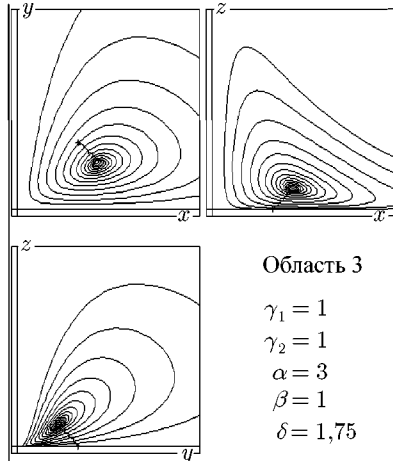 y
x
z
x
z
y
Область 3
γ₁ = 1
γ₂ = 1
α = 3
β = 1
δ = 1,75